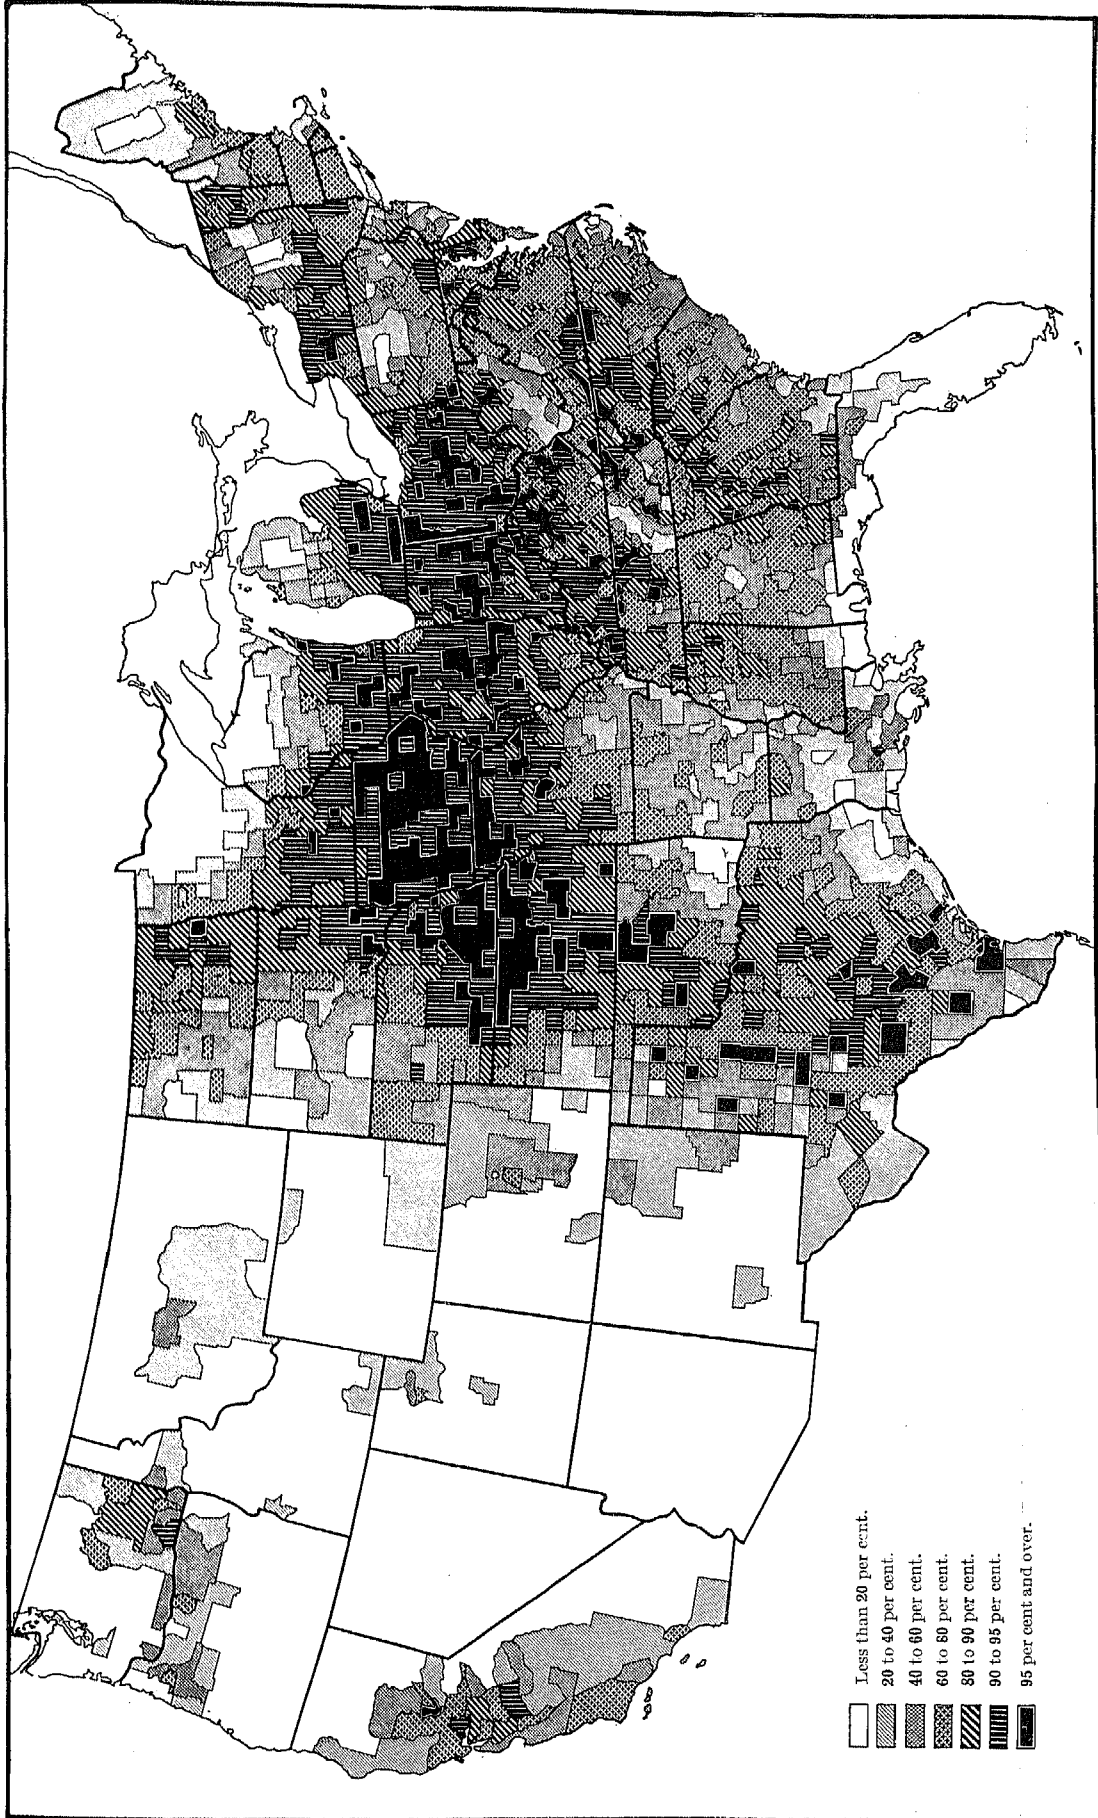 Less than 20 per cent.
20 to 40 per cent.
40 to 60 per cent.
60 to 80 per cent.
80 to 90 per cent.
90 to 95 per cent.
95 per cent and over.